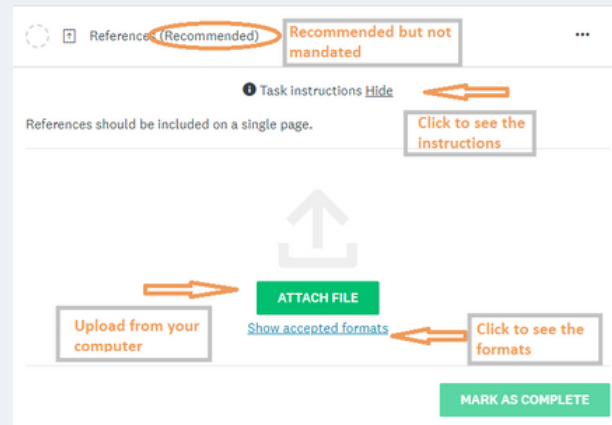 References (Recommended)
Recommended but not
mandated
Task instructions Hide
References should be included on a single page.
Click to see the
instructions
ATTACH FILE
Upload from your
computer
Show accepted formats
Click to see the
formats
MARK AS COMPLETE